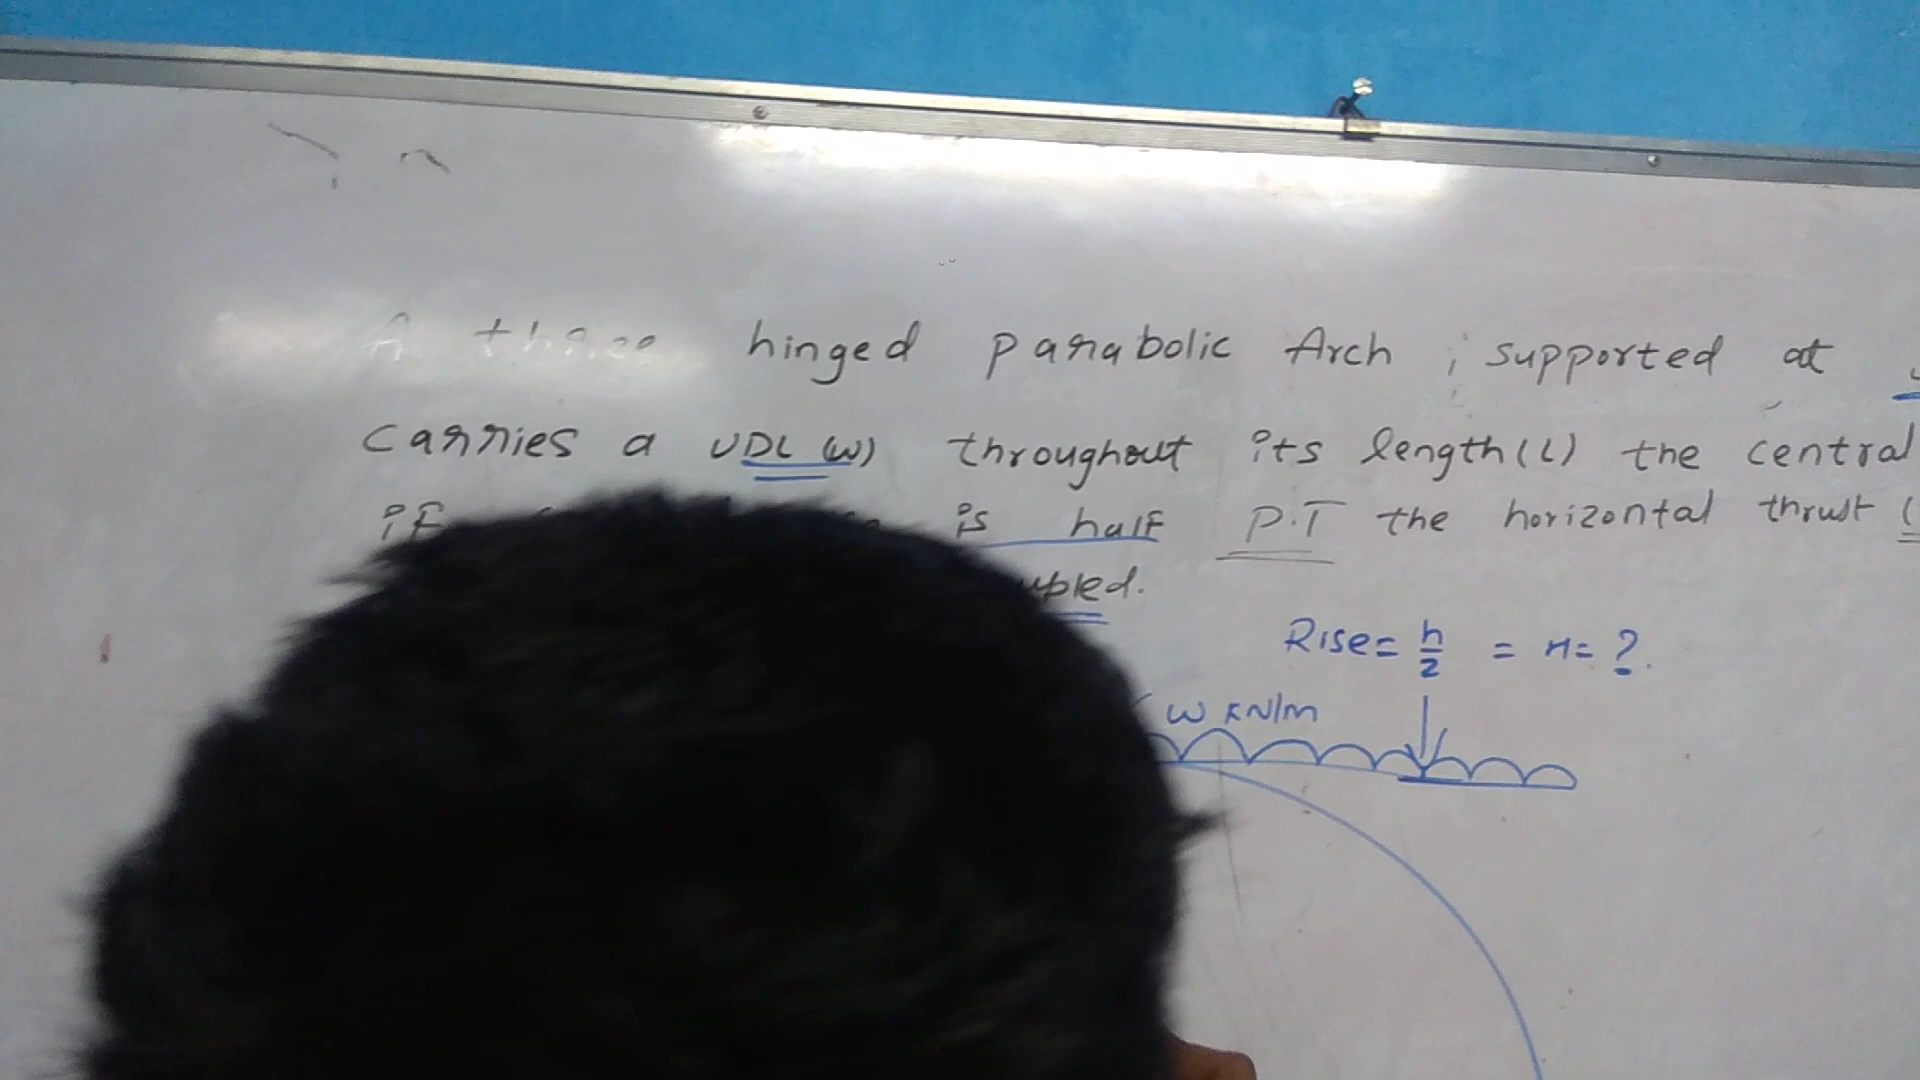 A three hinged parabolic Arch, supported at
carries a UDL (w) throughout its length (L) the central
if is half P.T the horizontal thrust (
Rise = h/2 = H = ?
w kN/m